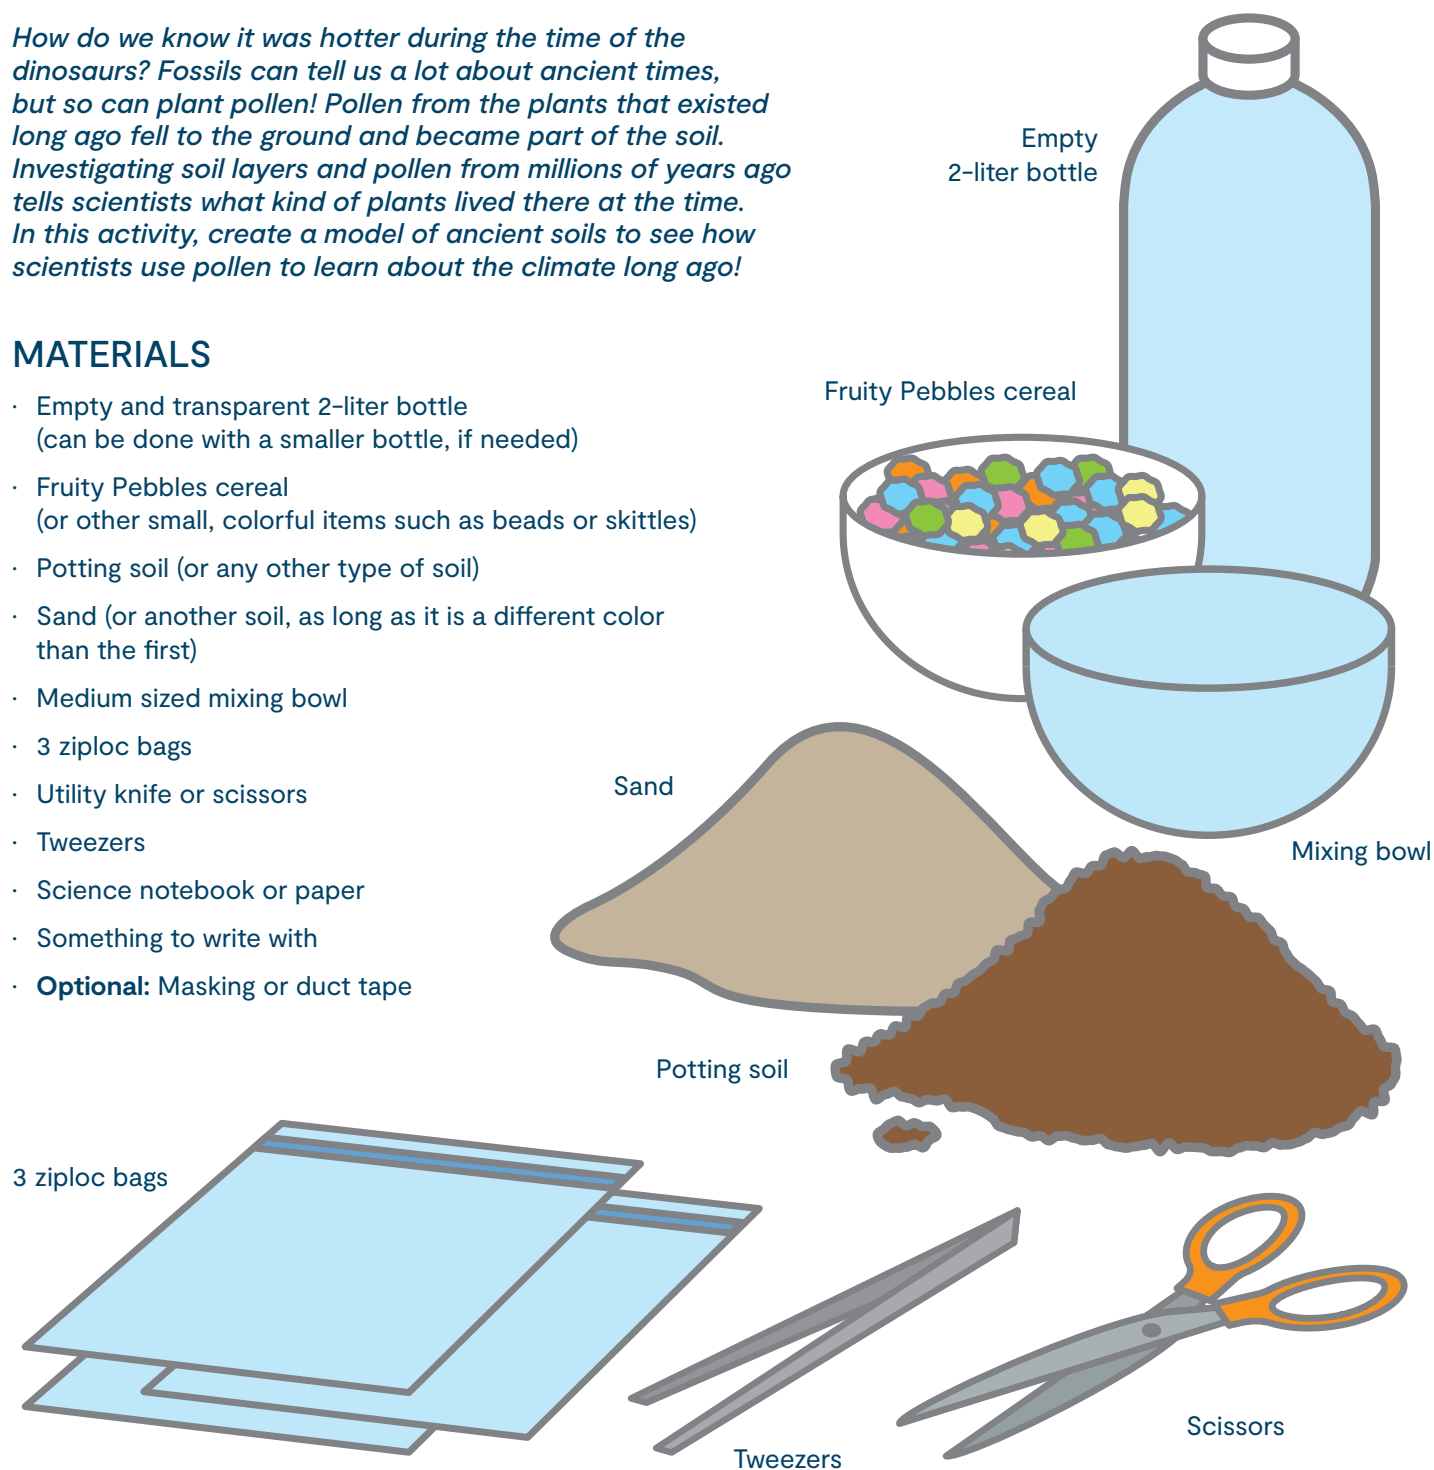 How do we know it was hotter during the time of the
dinosaurs? Fossils can tell us a lot about ancient times,
but so can plant pollen! Pollen from the plants that existed
long ago fell to the ground and became part of the soil.
Investigating soil layers and pollen from millions of years ago
tells scientists what kind of plants lived there at the time.
In this activity, create a model of ancient soils to see how
scientists use pollen to learn about the climate long ago!
MATERIALS
· Empty and transparent 2-liter bottle
(can be done with a smaller bottle, if needed)
· Fruity Pebbles cereal
(or other small, colorful items such as beads or skittles)
· Potting soil (or any other type of soil)
· Sand (or another soil, as long as it is a different color
than the first)
· Medium sized mixing bowl
· 3 ziploc bags
· Utility knife or scissors
· Tweezers
· Science notebook or paper
· Something to write with
· Optional: Masking or duct tape
Empty
2-liter bottle
Fruity Pebbles cereal
Sand
Mixing bowl
Potting soil
3 ziploc bags
Tweezers
Scissors